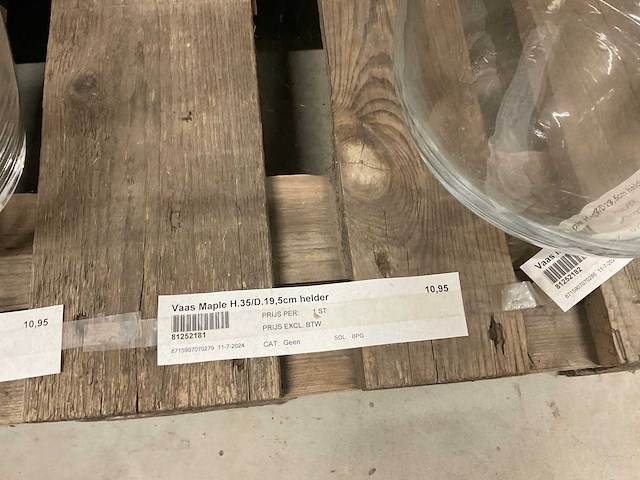 10,95
Vaas Maple H.35/D.19,5cm helder 10,95
81252181
PRIJS PER: 1 ST
PRIJS EXCL. BTW
8715907070279 11-7-2024 CAT: Geen SOL: BPG
Vaas
81252182